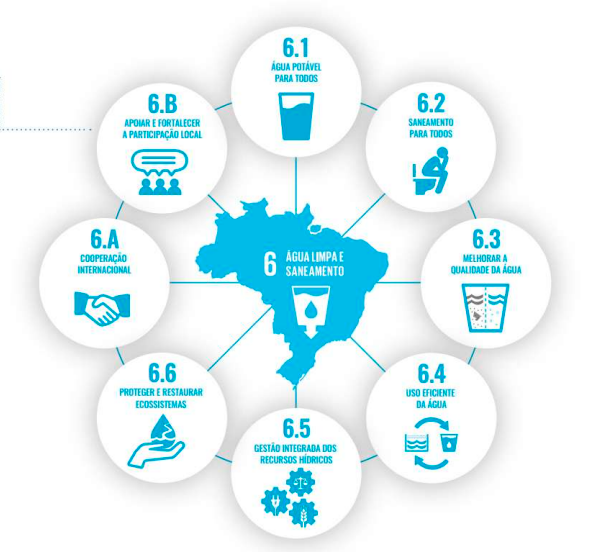 6.1
ÁGUA POTÁVEL
PARA TODOS
6.2
SANEAMENTO
PARA TODOS
6.3
MELHORAR A
QUALIDADE DA ÁGUA
6.4
USO EFICIENTE
DA ÁGUA
6.5
GESTÃO INTEGRADA DOS
RECURSOS HÍDRICOS
6.6
PROTEGER E RESTAURAR
ECOSSISTEMAS
6.A
COOPERAÇÃO
INTERNACIONAL
6.B
APOIAR E FORTALECER
A PARTICIPAÇÃO LOCAL
6 ÁGUA LIMPA E
SANEAMENTO